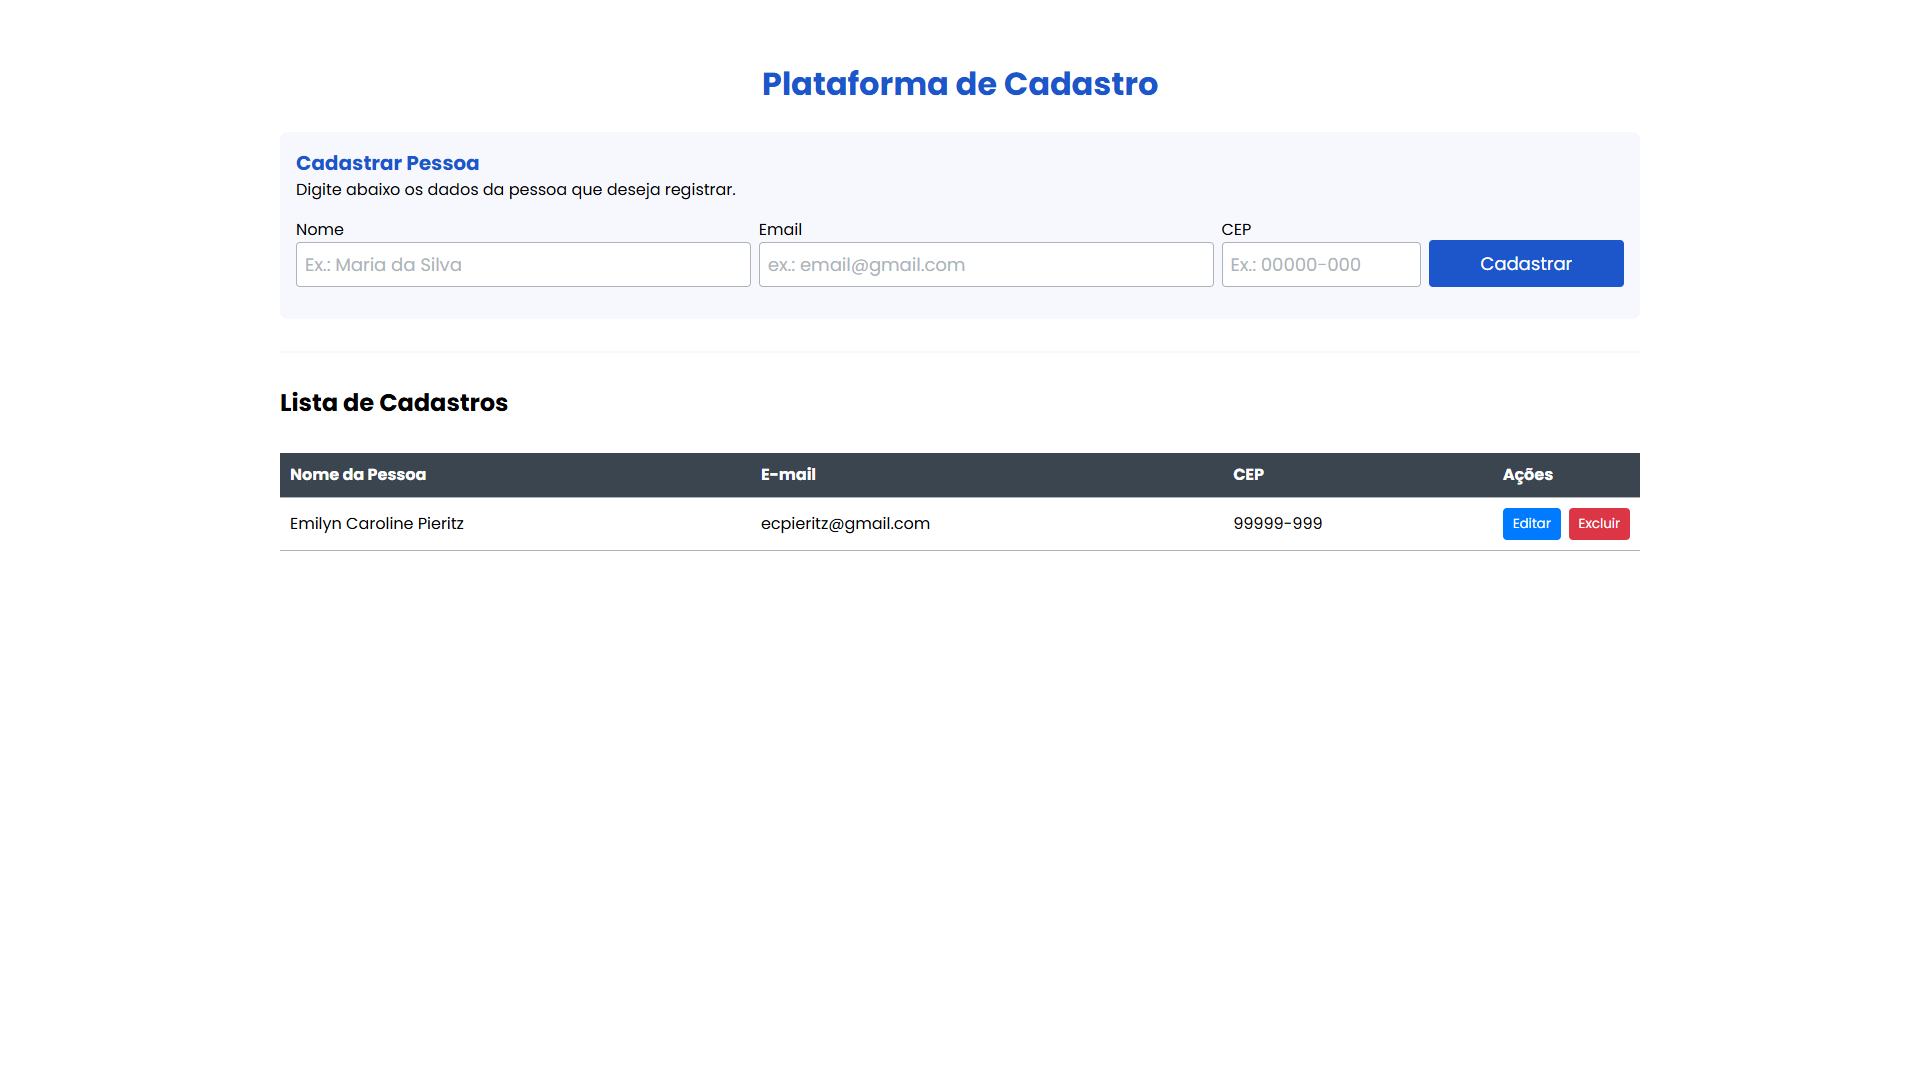 Plataforma de Cadastro
Cadastrar Pessoa
Digite abaixo os dados da pessoa que deseja registrar.
Nome Email CEP
Ex.: Maria da Silva ex.: email@gmail.com Ex.: 00000-000 Cadastrar
Lista de Cadastros
Nome da Pessoa E-mail CEP Ações
Emilyn Caroline Pieritz ecpieritz@gmail.com 99999-999 Editar Excluir